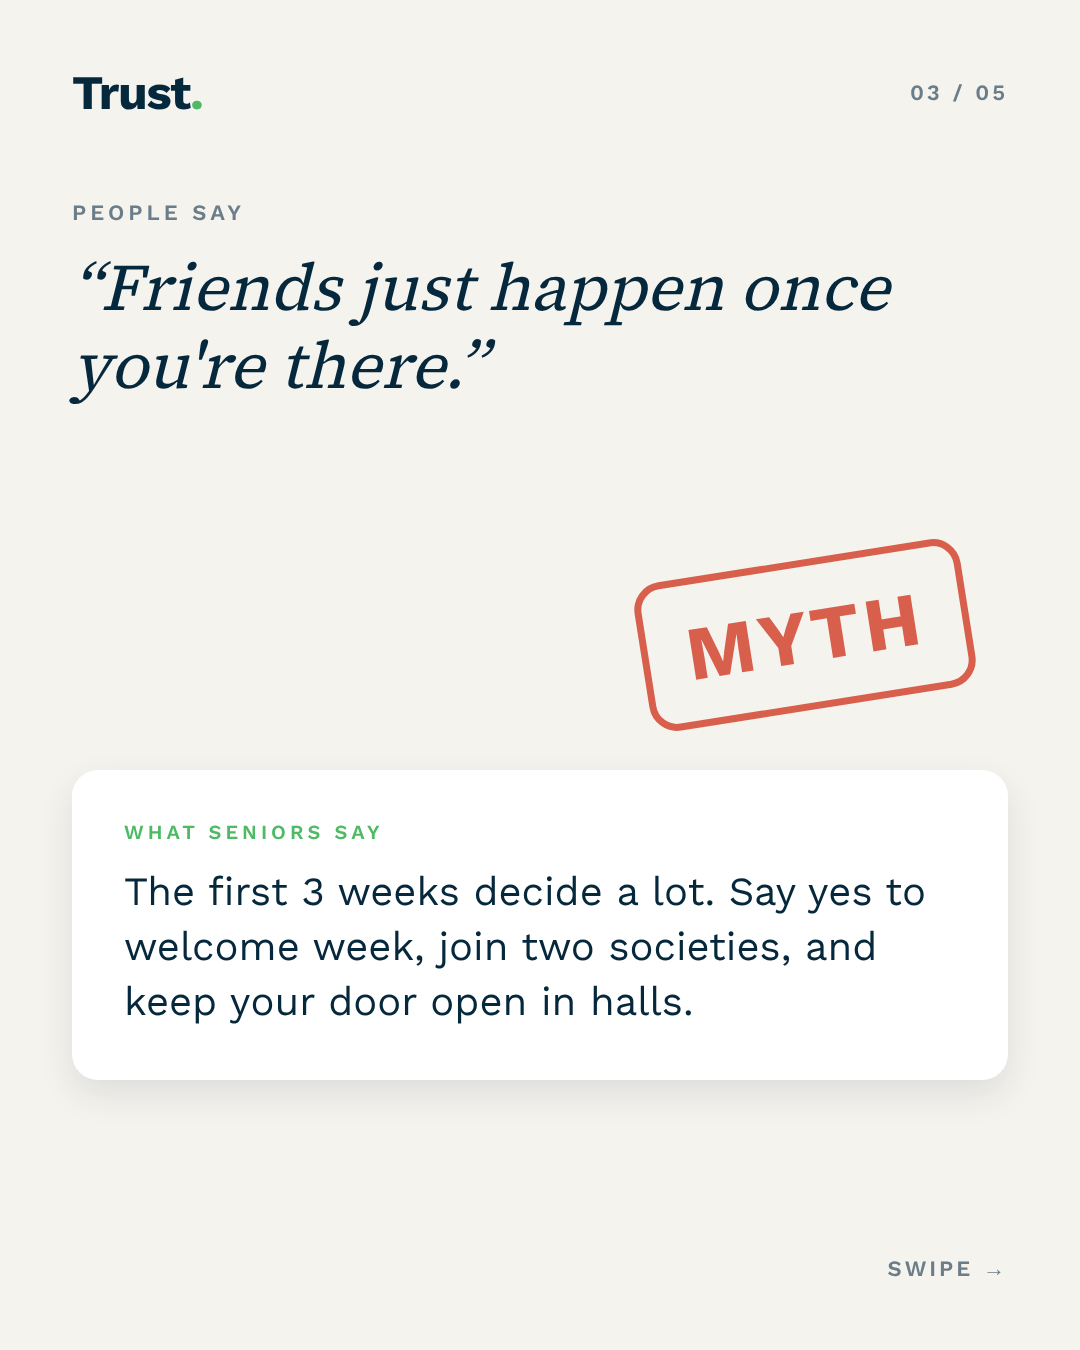 Trust.
03 / 05
PEOPLE SAY
“Friends just happen once
you're there.”
MYTH
WHAT SENIORS SAY
The first 3 weeks decide a lot. Say yes to
welcome week, join two societies, and
keep your door open in halls.
SWIPE →